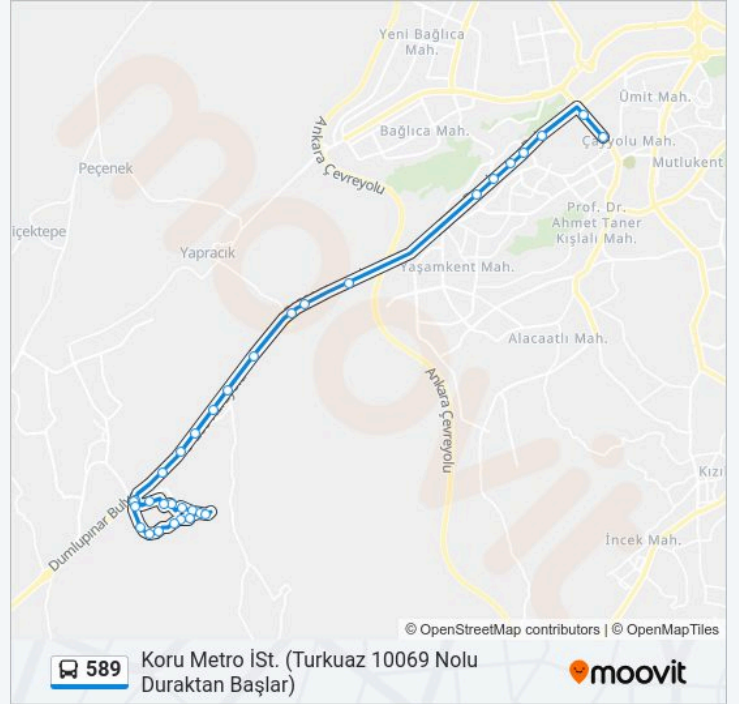 Yeni Bağlıca
Mah.
Ümit Mah.
Ankara Çevreyolu
Bağlıca Mah.
Çayyolu Mah.
Mutlukent
Peçenek
Prof. Dr.
Ahmet Taner
Kışlalı Mah.
içektepe
Yapracık
Yaşamkent Mah.
Alacaatlı Mah.
Ankara Çevreyolu
Kızı
Dumlupınar Bulv
İncek Mah.
moovit
© OpenStreetMap contributors | © OpenMapTiles
589
Koru Metro İSt. (Turkuaz 10069 Nolu
Duraktan Başlar)
moovit